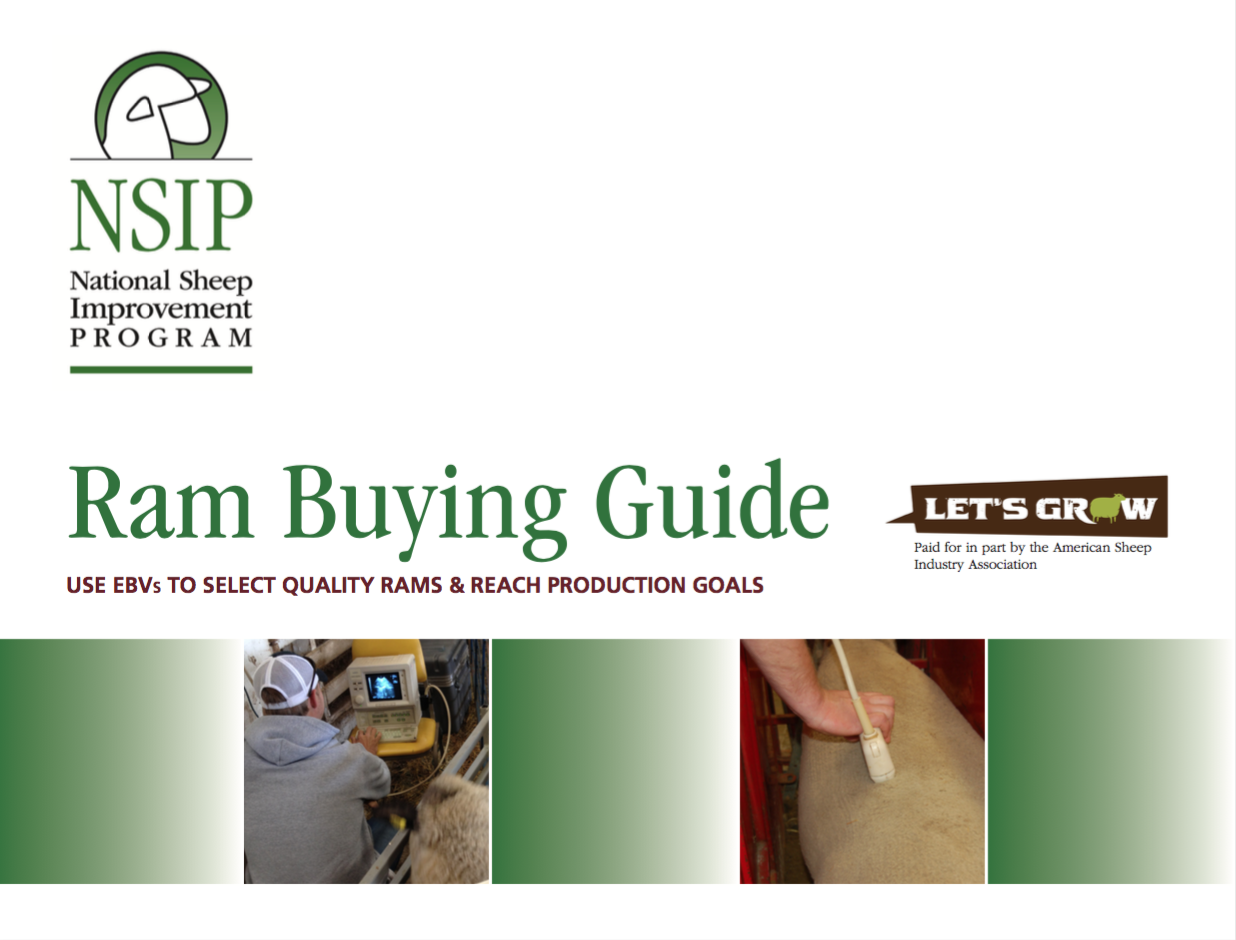 NSIP
National Sheep
Improvement
PROGRAM
Ram Buying Guide
USE EBVs TO SELECT QUALITY RAMS & REACH PRODUCTION GOALS
LET'S GROW
Paid for in part by the American Sheep
Industry Association